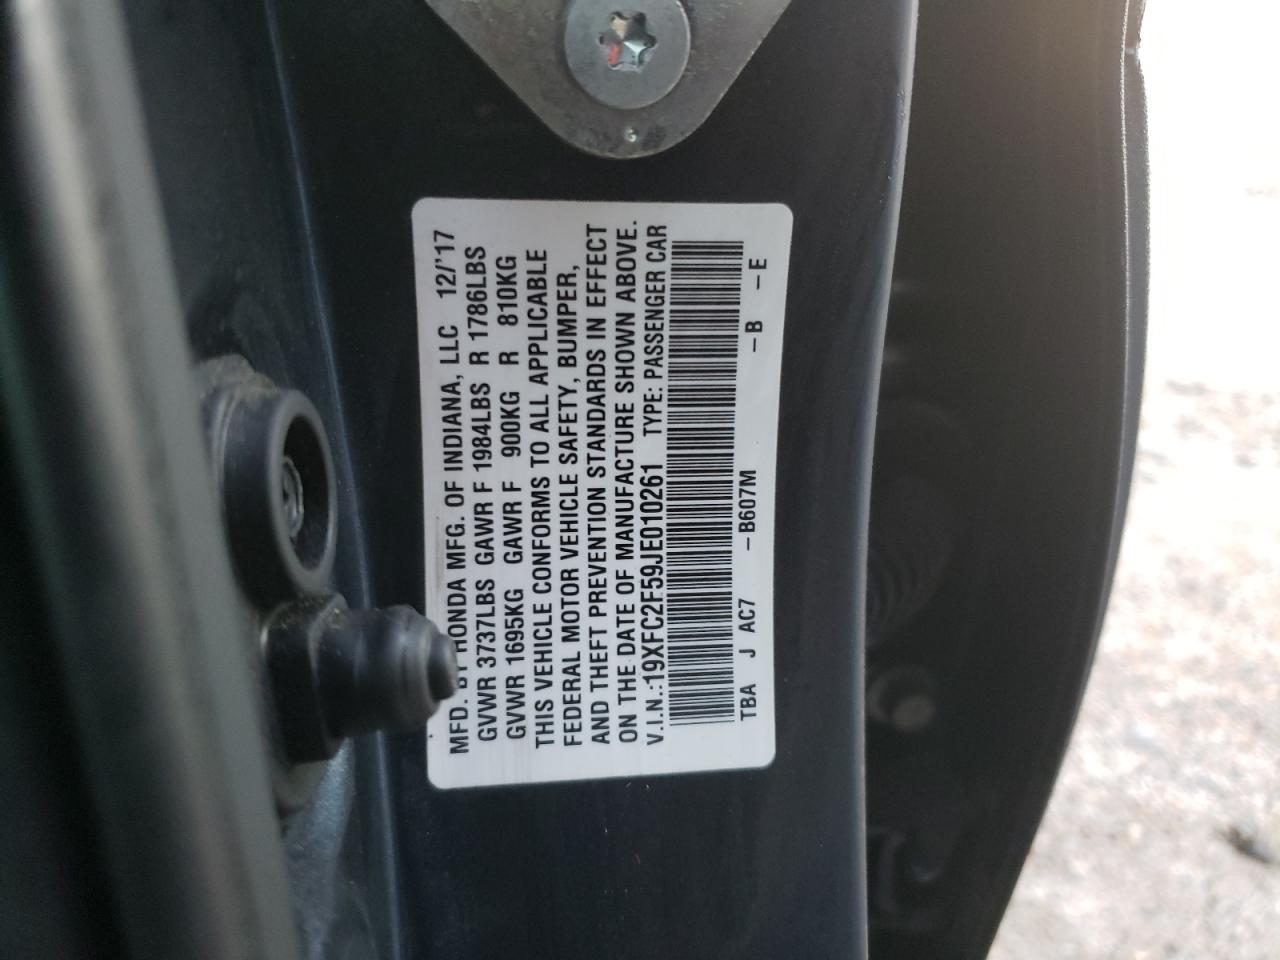 MFD. BY HONDA MFG. OF INDIANA, LLC 12/'17
GVWR 3737LBS GAWR F 1984LBS R 1786LBS
GVWR 1695KG GAWR F 900KG R 810KG
THIS VEHICLE CONFORMS TO ALL APPLICABLE
FEDERAL MOTOR VEHICLE SAFETY, BUMPER,
AND THEFT PREVENTION STANDARDS IN EFFECT
ON THE DATE OF MANUFACTURE SHOWN ABOVE.
V.I.N.:19XFC2F59JE010261 TYPE: PASSENGER CAR
TBA J AC7 –B607M –B –E